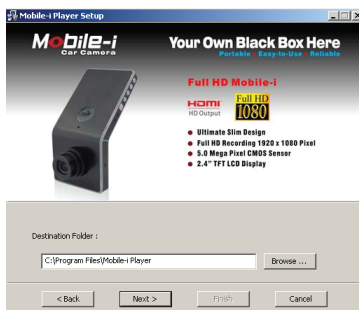 Mobile-i Player Setup
Mobile-i
Car Camera
Your Own Black Box Here
Portable Easy-to-Use Reliable
Full HD Mobile-i
HDMI
HD Output
Full HD
1080
Ultimate Slim Design
Full HD Recording 1920 x 1080 Pixel
5.0 Mega Pixel CMOS Sensor
2.4" TFT LCD Display
Destination Folder :
C:\Program Files\Mobile-i Player
Browse ...
< Back
Next >
Finish
Cancel